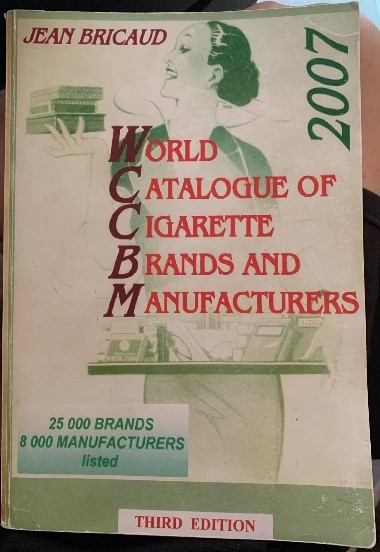 JEAN BRICAUD
2007
WORLD
CATALOGUE OF
CIGARETTE
BRANDS AND
MANUFACTURERS
25 000 BRANDS
8 000 MANUFACTURERS
listed
THIRD EDITION